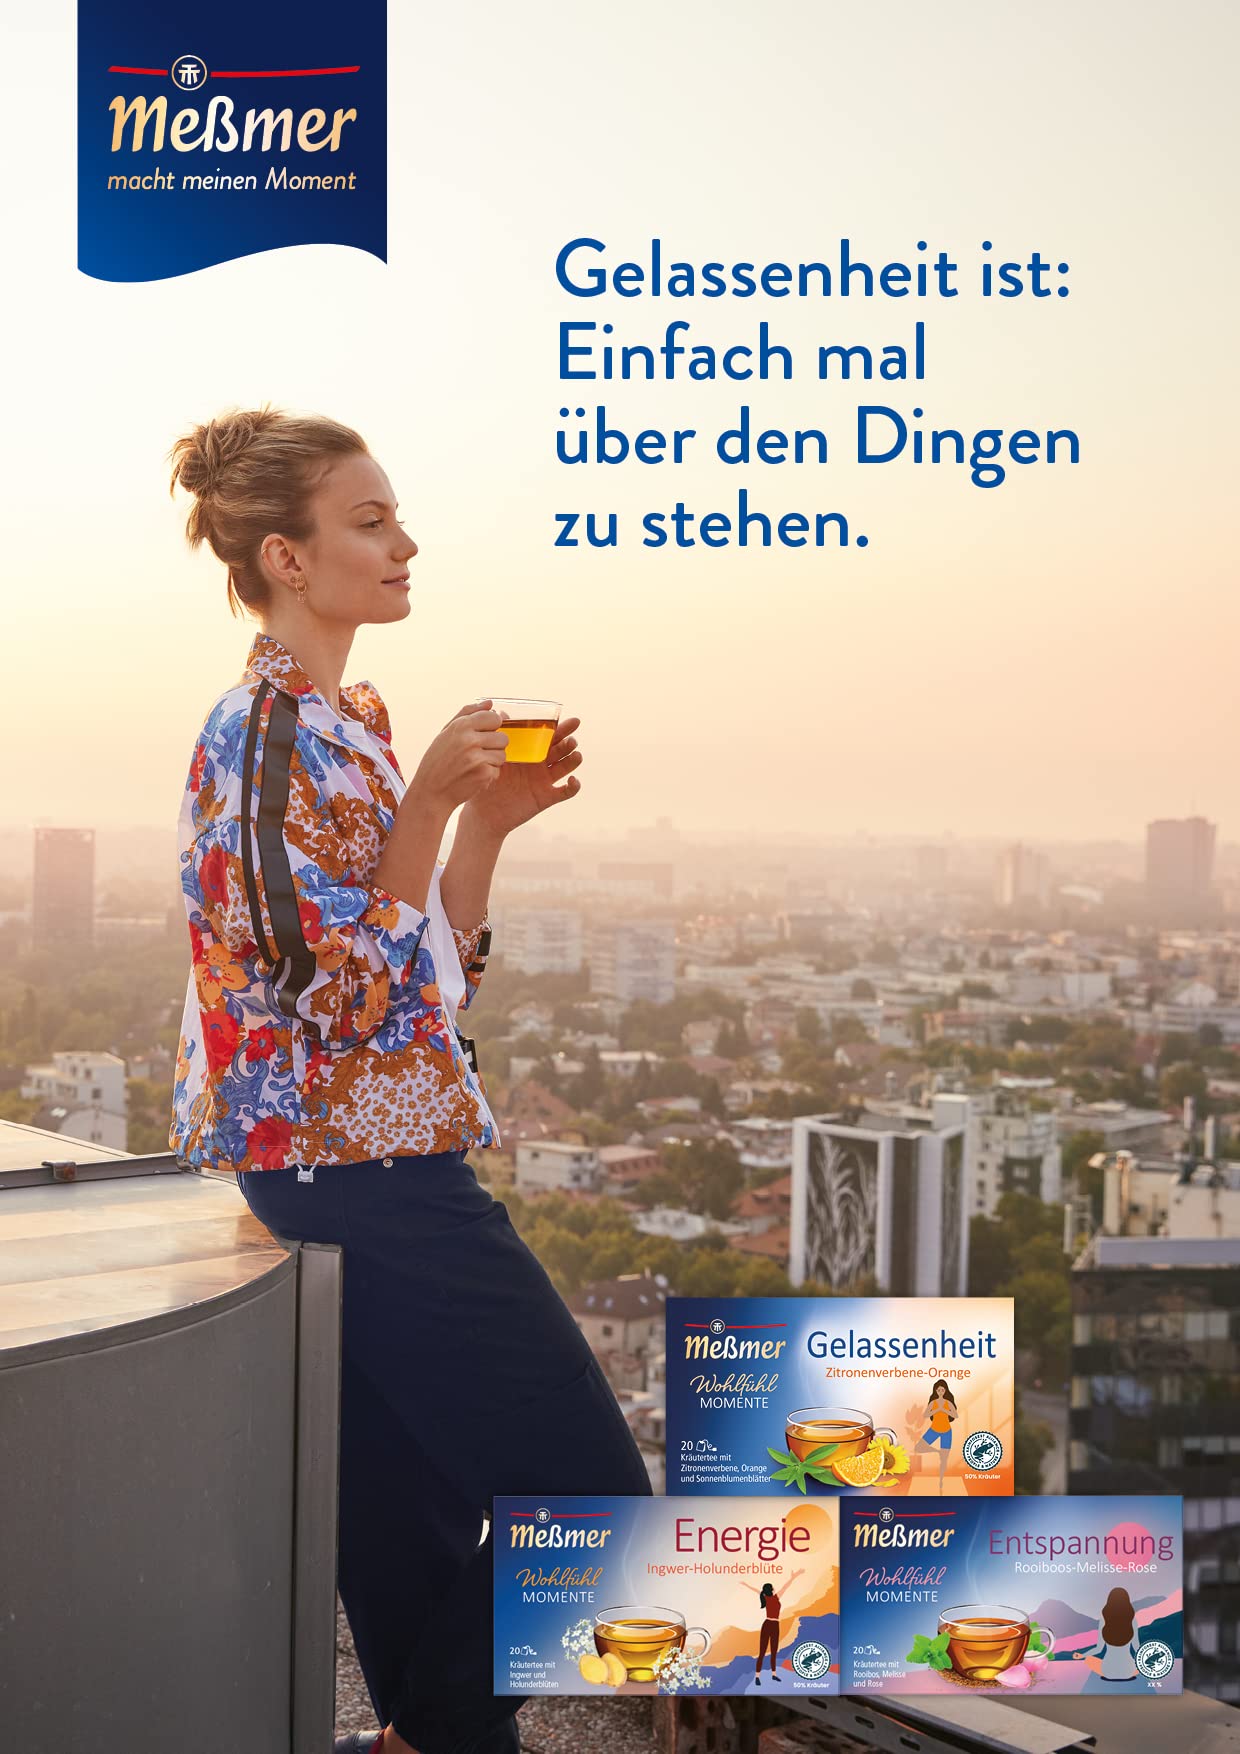 Meßmer
macht meinen Moment
Gelassenheit ist:
Einfach mal
über den Dingen
zu stehen.
Meßmer
Wohlfühl
MOMENTE
Gelassenheit
Zitronenverbene-Orange
20
Kräutertee mit
Zitronenverbene, Orange
und Sonnenblumenblätter
50% Kräuter
Meßmer
Wohlfühl
MOMENTE
Energie
Ingwer-Holunderblüte
20
Kräutertee mit
Ingwer und
Holunderblüten
50% Kräuter
Meßmer
Wohlfühl
MOMENTE
Entspannung
Rooiboos-Melisse-Rose
20
Kräutertee mit
Rooibos, Melisse
und Rose
XX %